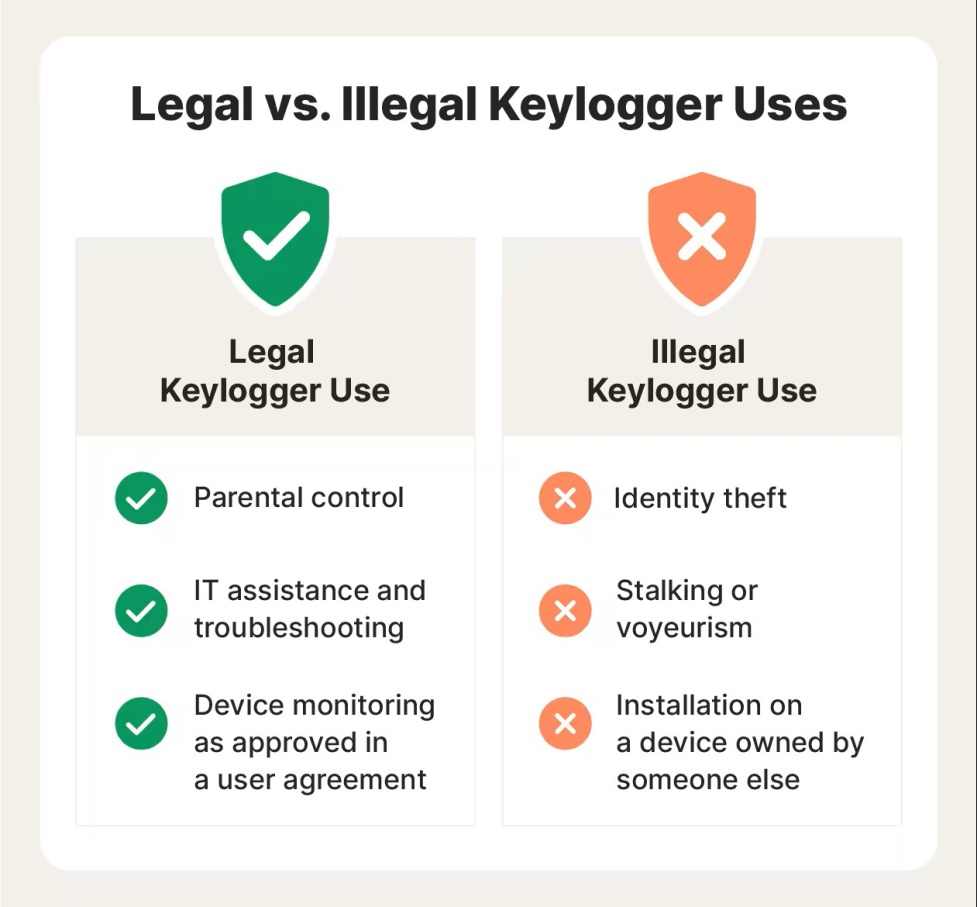 Legal vs. Illegal Keylogger Uses
Legal
Keylogger Use
Parental control
IT assistance and
troubleshooting
Device monitoring
as approved in
a user agreement
Illegal
Keylogger Use
Identity theft
Stalking or
voyeurism
Installation on
a device owned by
someone else